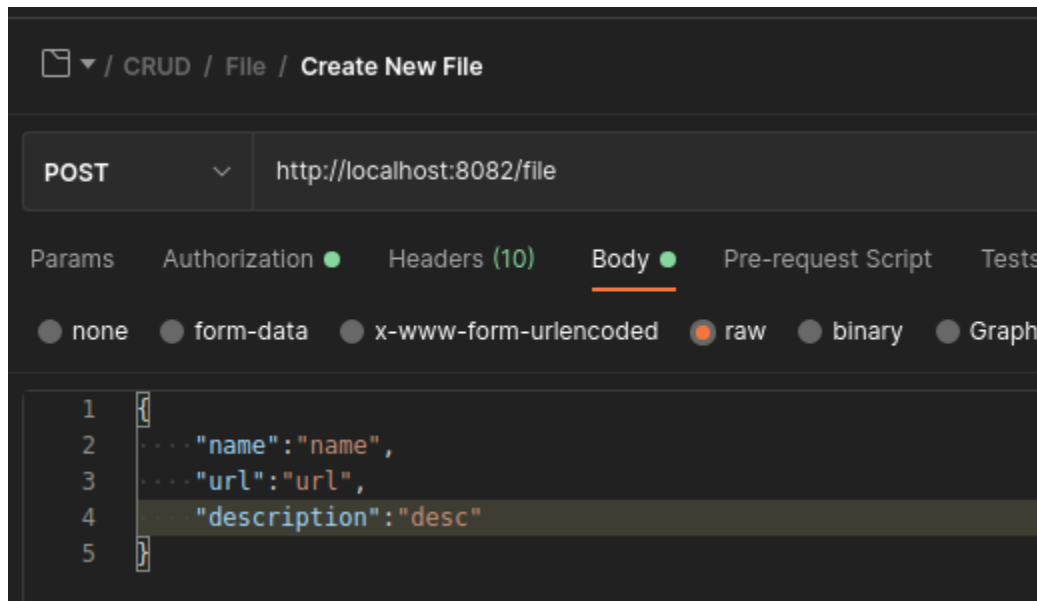 / CRUD / File / Create New File
POST http://localhost:8082/file
Params Authorization Headers (10) Body Pre-request Script Tests
none form-data x-www-form-urlencoded raw binary Graph
1 {
2 "name":"name",
3 "url":"url",
4 "description":"desc"
5 }